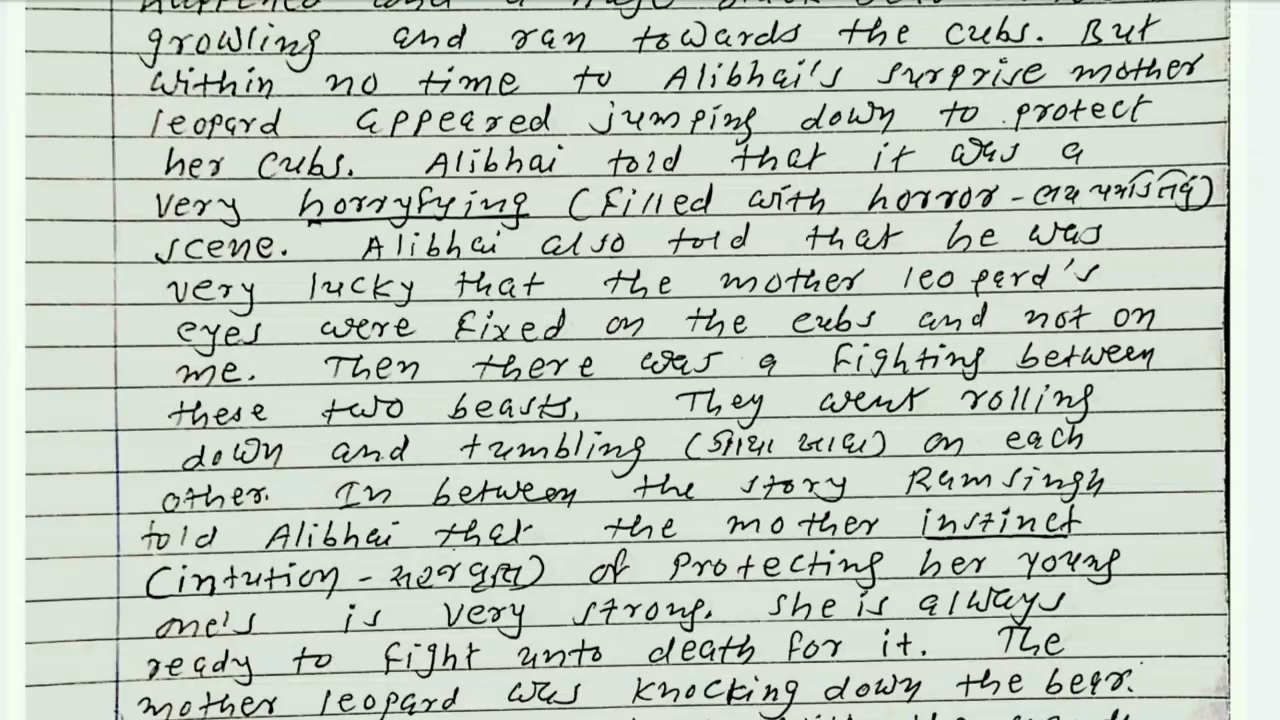 happened and a huge black
growling and ran towards the cubs. But
within no time to Alibhai's surprise mother
leopard appeared jumping down to protect
her cubs. Alibhai told that it was a
very horryfying (filled with horror -
scene. Alibhai also told that he was
very lucky that the mother leopard's
eyes were fixed on the cubs and not on
me. Then there was a fighting between
these two beasts. They went rolling
down and tumbling ( ) on each
other. In between the story Ramsingh
told Alibhai that the mother instinct
(intution - સહજવૃત્તિ) of protecting her young
one's is very strong. She is always
ready to fight unto death for it. The
mother leopard was knocking down the bear.